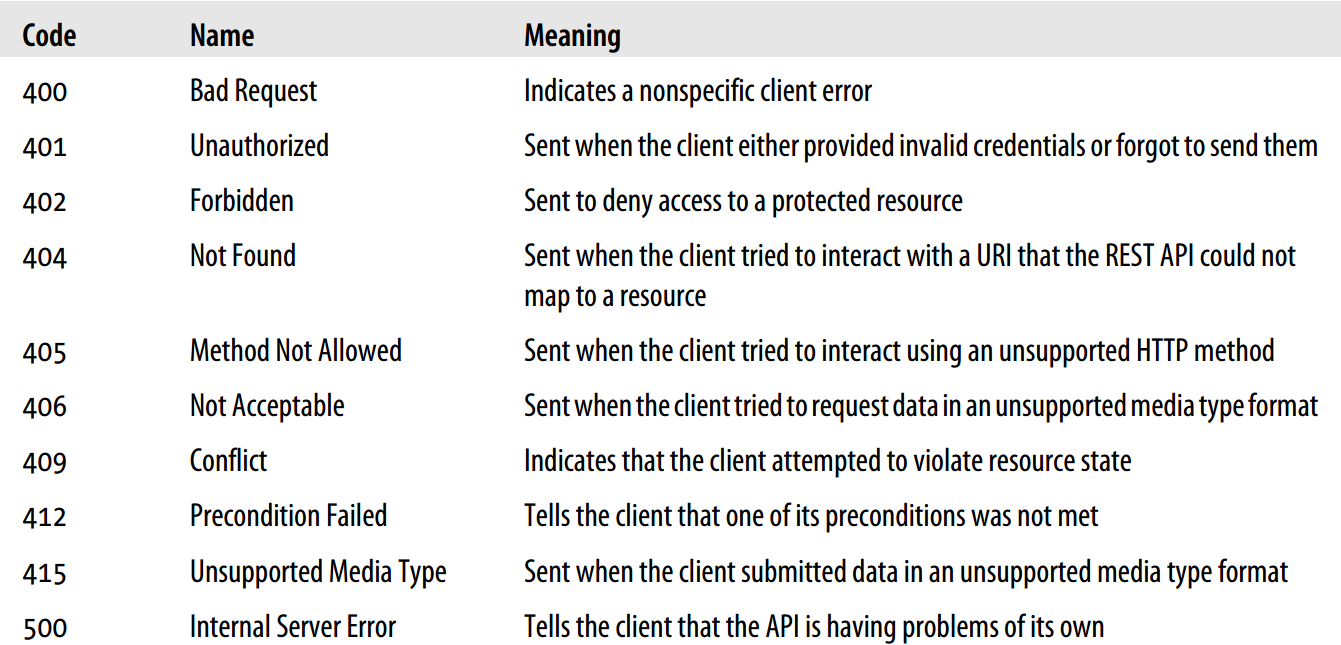 Code Name Meaning
400 Bad Request Indicates a nonspecific client error
401 Unauthorized Sent when the client either provided invalid credentials or forgot to send them
402 Forbidden Sent to deny access to a protected resource
404 Not Found Sent when the client tried to interact with a URI that the REST API could not
map to a resource
405 Method Not Allowed Sent when the client tried to interact using an unsupported HTTP method
406 Not Acceptable Sent when the client tried to request data in an unsupported media type format
409 Conflict Indicates that the client attempted to violate resource state
412 Precondition Failed Tells the client that one of its preconditions was not met
415 Unsupported Media Type Sent when the client submitted data in an unsupported media type format
500 Internal Server Error Tells the client that the API is having problems of its own